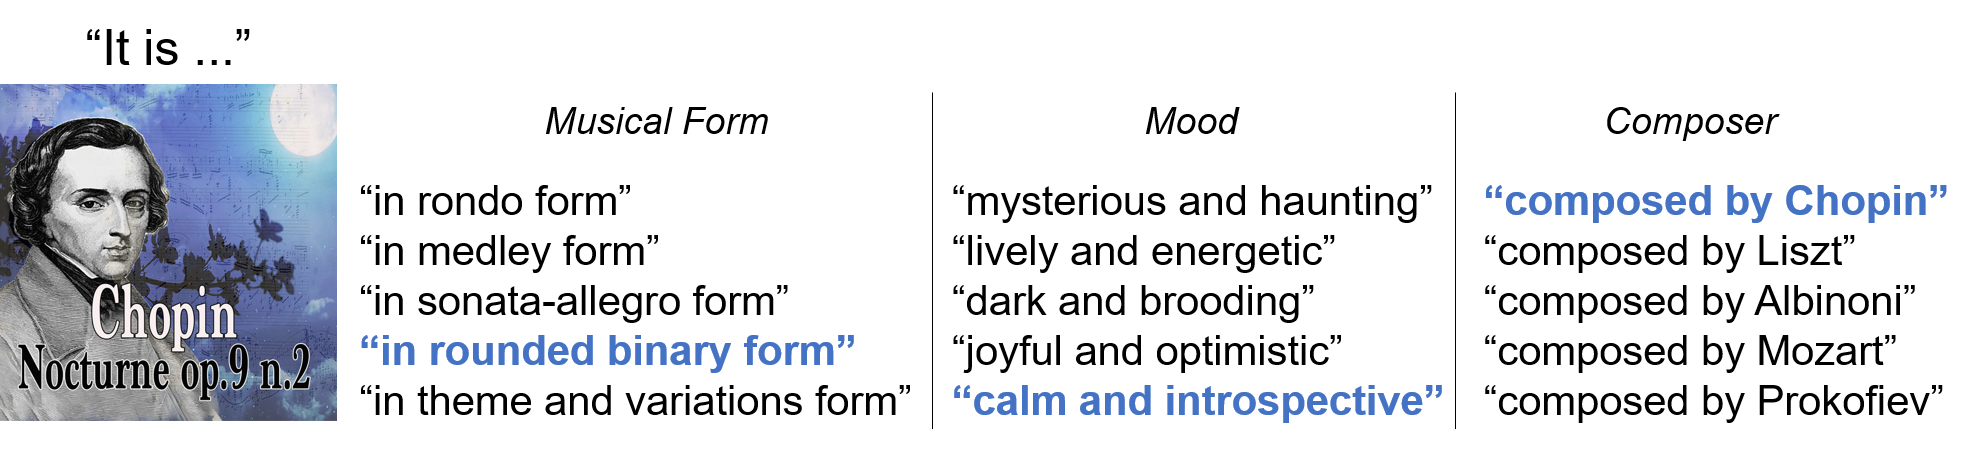 “It is ...”
Chopin
Nocturne op.9 n.2
Musical Form
“in rondo form”
“in medley form”
“in sonata-allegro form”
“in rounded binary form”
“in theme and variations form”
Mood
“mysterious and haunting”
“lively and energetic”
“dark and brooding”
“joyful and optimistic”
“calm and introspective”
Composer
“composed by Chopin”
“composed by Liszt”
“composed by Albinoni”
“composed by Mozart”
“composed by Prokofiev”